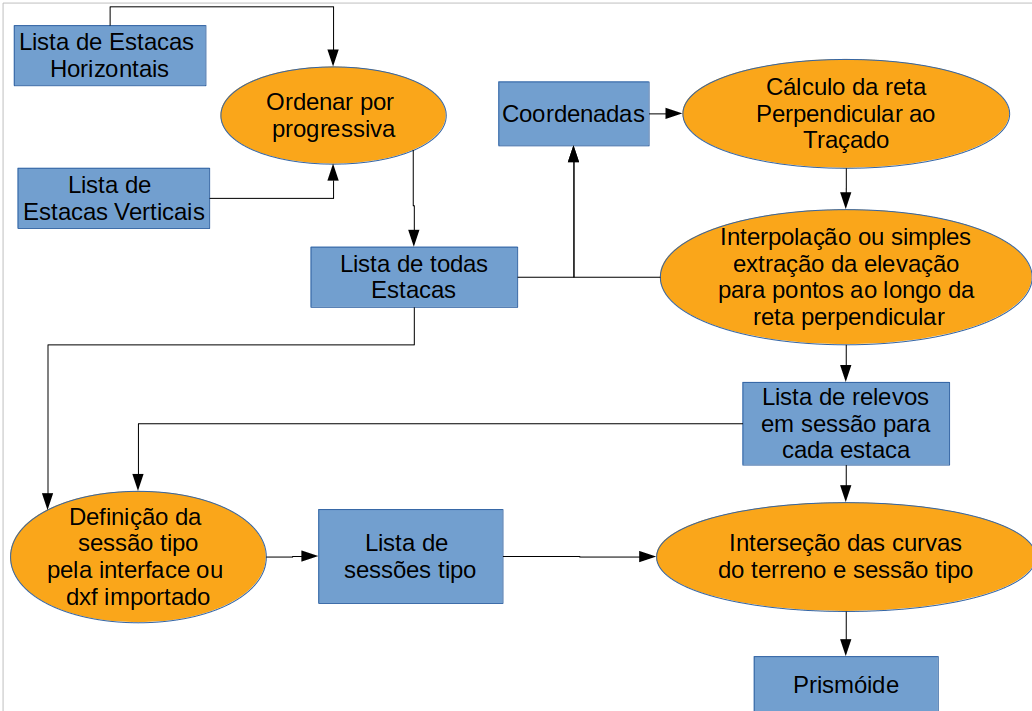 Lista de Estacas
Horizontais
Ordenar por
progressiva
Coordenadas
Cálculo da reta
Perpendicular ao
Traçado
Lista de
Estacas Verticais
Lista de todas
Estacas
Interpolação ou simples
extração da elevação
para pontos ao longo da
reta perpendicular
Lista de relevos
em sessão para
cada estaca
Definição da
sessão tipo
pela interface ou
dxf importado
Lista de
sessões tipo
Interseção das curvas
do terreno e sessão tipo
Prismóide